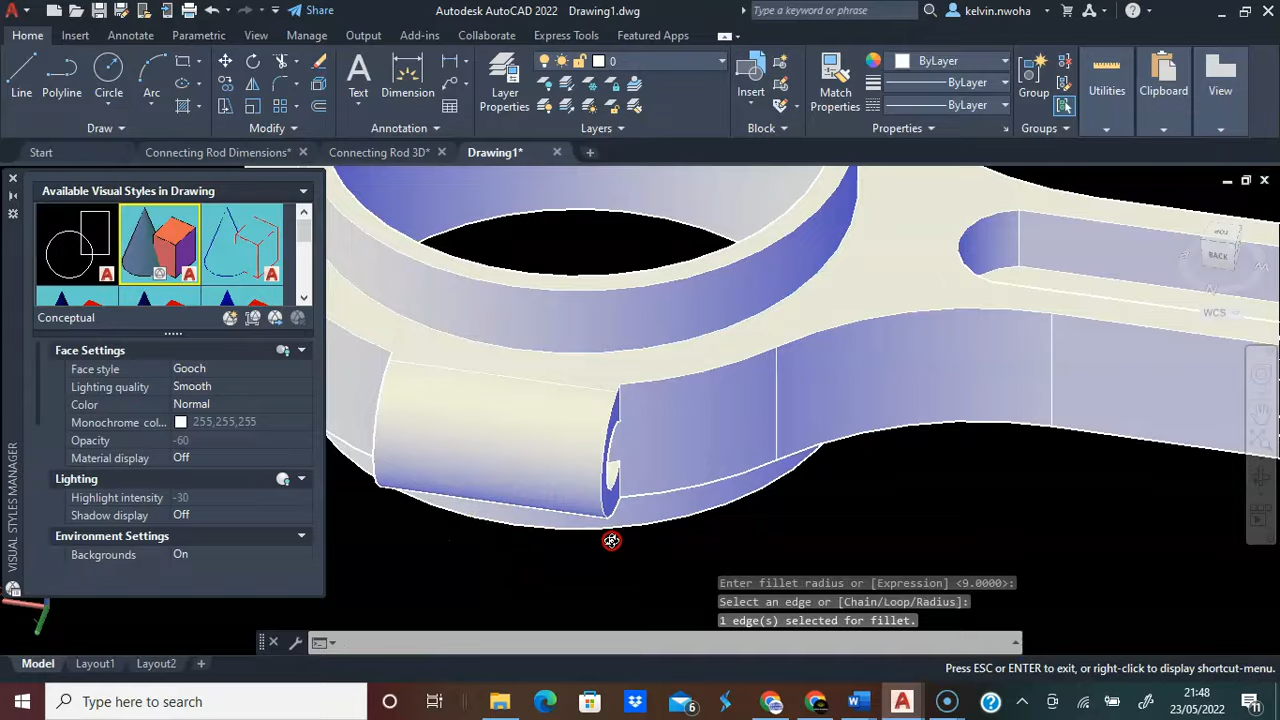 Share
Autodesk AutoCAD 2022 Drawing1.dwg
Type a keyword or phrase
kelvin.nwoha
Home Insert Annotate Parametric View Manage Output Add-ins Collaborate Express Tools Featured Apps
0
ByLayer
ByLayer
ByLayer
Line Polyline Circle Arc Text Dimension Layer Properties Insert Match Properties Group Utilities Clipboard View
Draw Modify Annotation Layers Block Properties Groups
Start Connecting Rod Dimensions* Connecting Rod 3D* Drawing1*
Available Visual Styles in Drawing
Conceptual
Face Settings
Face style Gooch
Lighting quality Smooth
Color Normal
Monochrome col... 255,255,255
Opacity -60
Material display Off
Lighting
Highlight intensity -30
Shadow display Off
Environment Settings
Backgrounds On
VISUAL STYLES MANAGER
TOP
BACK
WCS
Enter fillet radius or [Expression] <9.0000>:
Select an edge or [Chain/Loop/Radius]:
1 edge(s) selected for fillet.
Model Layout1 Layout2
Press ESC or ENTER to exit, or right-click to display shortcut-menu.
Type here to search
6
21:48
23/05/2022
11